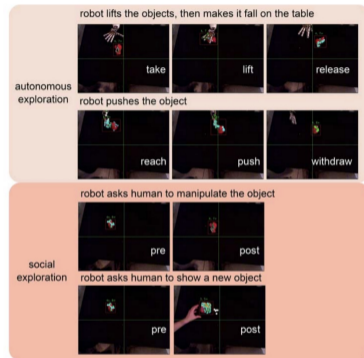 robot lifts the objects, then makes it fall on the table
take
lift
release
autonomous
exploration
robot pushes the object
reach
push
withdraw
robot asks human to manipulate the object
pre
post
social
exploration
robot asks human to show a new object
pre
post